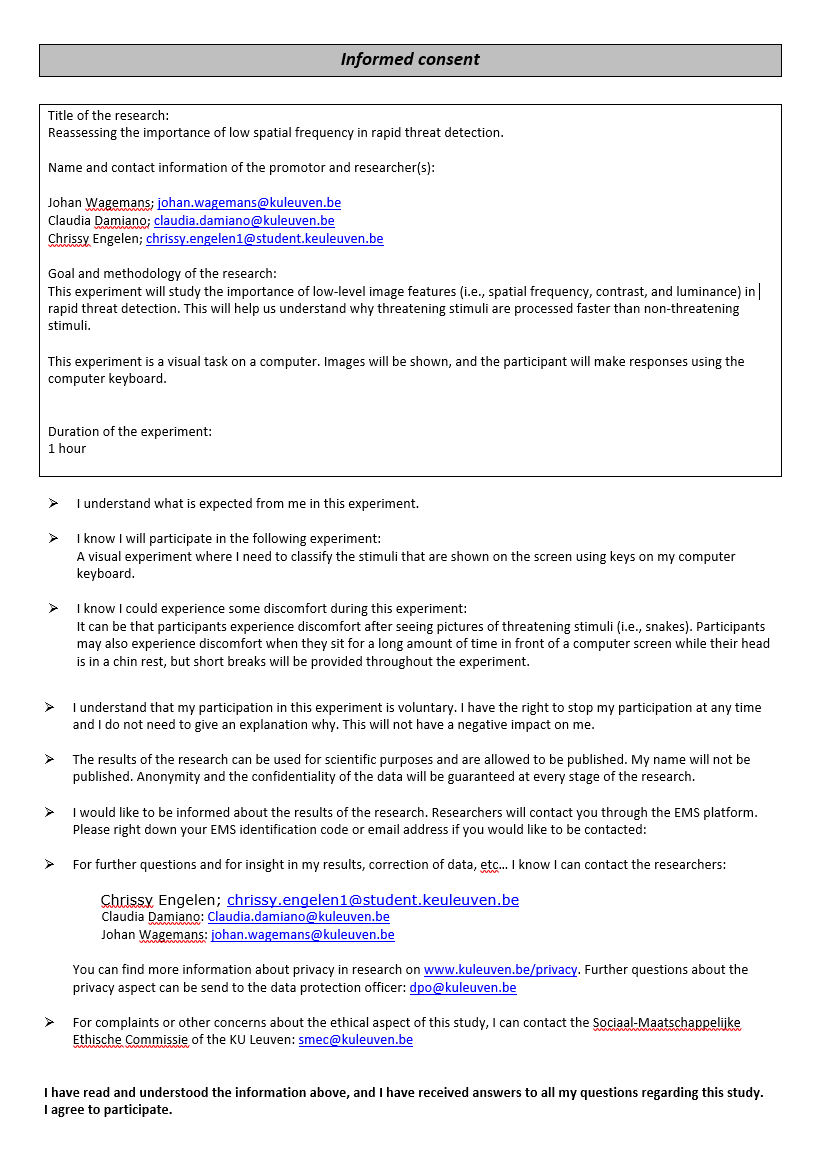 Informed consent
Title of the research:
Reassessing the importance of low spatial frequency in rapid threat detection.
Name and contact information of the promotor and researcher(s):
Johan Wagemans; johan.wagemans@kuleuven.be
Claudia Damiano; claudia.damiano@kuleuven.be
Chrissy Engelen; chrissy.engelen1@student.keuleuven.be
Goal and methodology of the research:
This experiment will study the importance of low-level image features (i.e., spatial frequency, contrast, and luminance) in
rapid threat detection. This will help us understand why threatening stimuli are processed faster than non-threatening
stimuli.
This experiment is a visual task on a computer. Images will be shown, and the participant will make responses using the
computer keyboard.
Duration of the experiment:
1 hour
➢ I understand what is expected from me in this experiment.
➢ I know I will participate in the following experiment:
A visual experiment where I need to classify the stimuli that are shown on the screen using keys on my computer
keyboard.
➢ I know I could experience some discomfort during this experiment:
It can be that participants experience discomfort after seeing pictures of threatening stimuli (i.e., snakes). Participants
may also experience discomfort when they sit for a long amount of time in front of a computer screen while their head
is in a chin rest, but short breaks will be provided throughout the experiment.
➢ I understand that my participation in this experiment is voluntary. I have the right to stop my participation at any time
and I do not need to give an explanation why. This will not have a negative impact on me.
➢ The results of the research can be used for scientific purposes and are allowed to be published. My name will not be
published. Anonymity and the confidentiality of the data will be guaranteed at every stage of the research.
➢ I would like to be informed about the results of the research. Researchers will contact you through the EMS platform.
Please right down your EMS identification code or email address if you would like to be contacted:
➢ For further questions and for insight in my results, correction of data, etc… I know I can contact the researchers:
Chrissy Engelen; chrissy.engelen1@student.keuleuven.be
Claudia Damiano: Claudia.damiano@kuleuven.be
Johan Wagemans: johan.wagemans@kuleuven.be
You can find more information about privacy in research on www.kuleuven.be/privacy. Further questions about the
privacy aspect can be send to the data protection officer: dpo@kuleuven.be
➢ For complaints or other concerns about the ethical aspect of this study, I can contact the Sociaal-Maatschappelijke
Ethische Commissie of the KU Leuven: smec@kuleuven.be
I have read and understood the information above, and I have received answers to all my questions regarding this study.
I agree to participate.